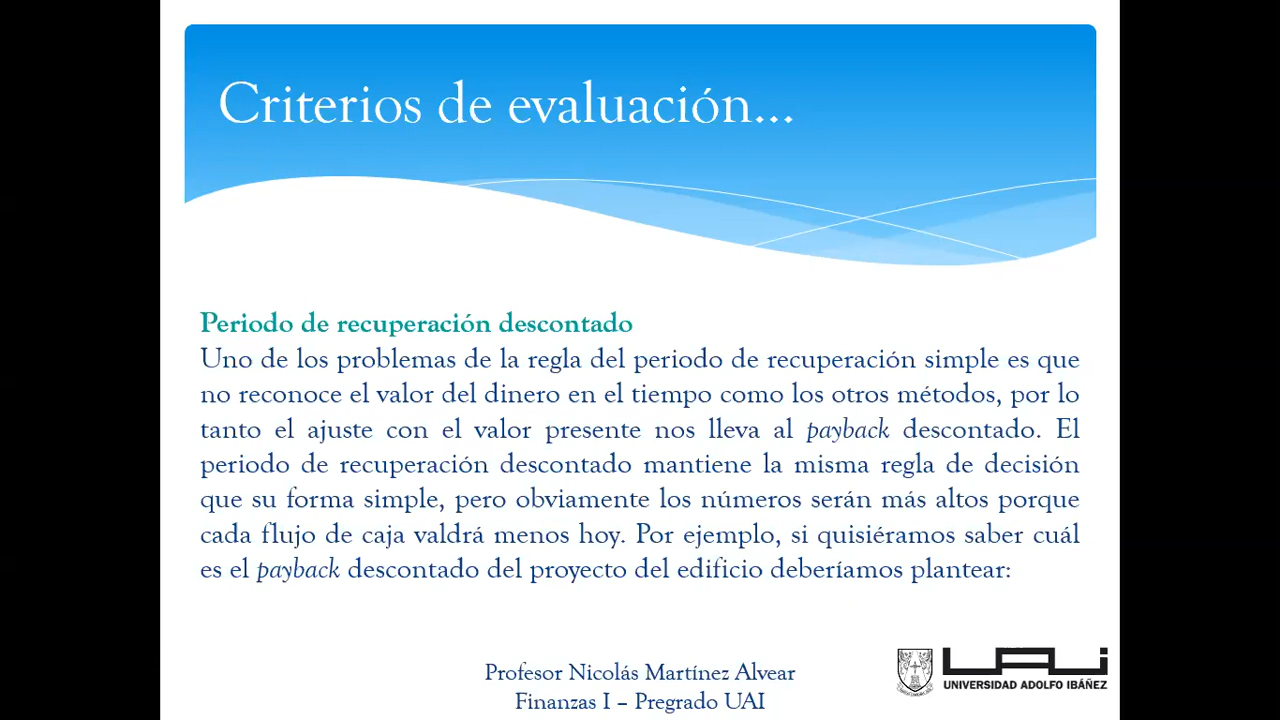 Criterios de evaluación...
Periodo de recuperación descontado
Uno de los problemas de la regla del periodo de recuperación simple es que
no reconoce el valor del dinero en el tiempo como los otros métodos, por lo
tanto el ajuste con el valor presente nos lleva al payback descontado. El
periodo de recuperación descontado mantiene la misma regla de decisión
que su forma simple, pero obviamente los números serán más altos porque
cada flujo de caja valdrá menos hoy. Por ejemplo, si quisiéramos saber cuál
es el payback descontado del proyecto del edificio deberíamos plantear:
Profesor Nicolás Martínez Alvear
Finanzas I – Pregrado UAI
UAI
UNIVERSIDAD ADOLFO IBÁÑEZ